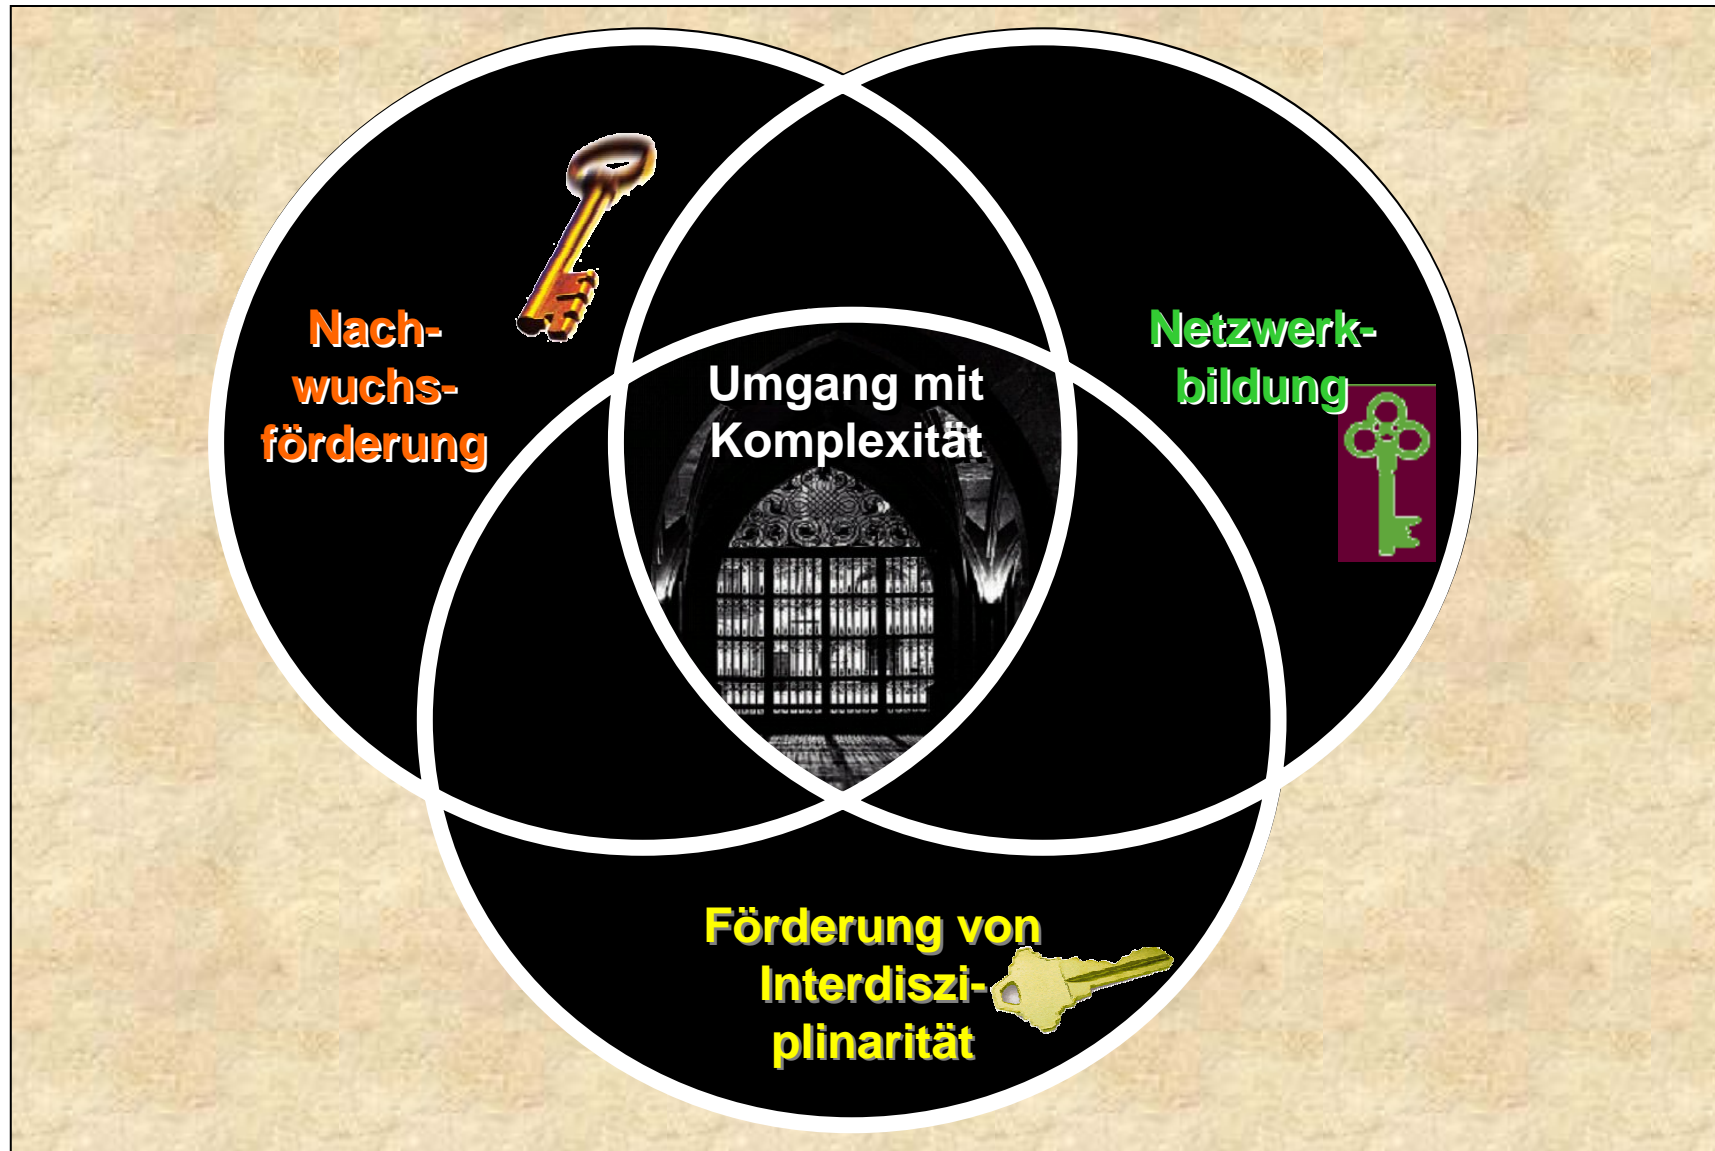 Nach-
wuchs-
förderung
Umgang mit
Komplexität
Netzwerk-
bildung
Förderung von
Interdiszi-
plinarität